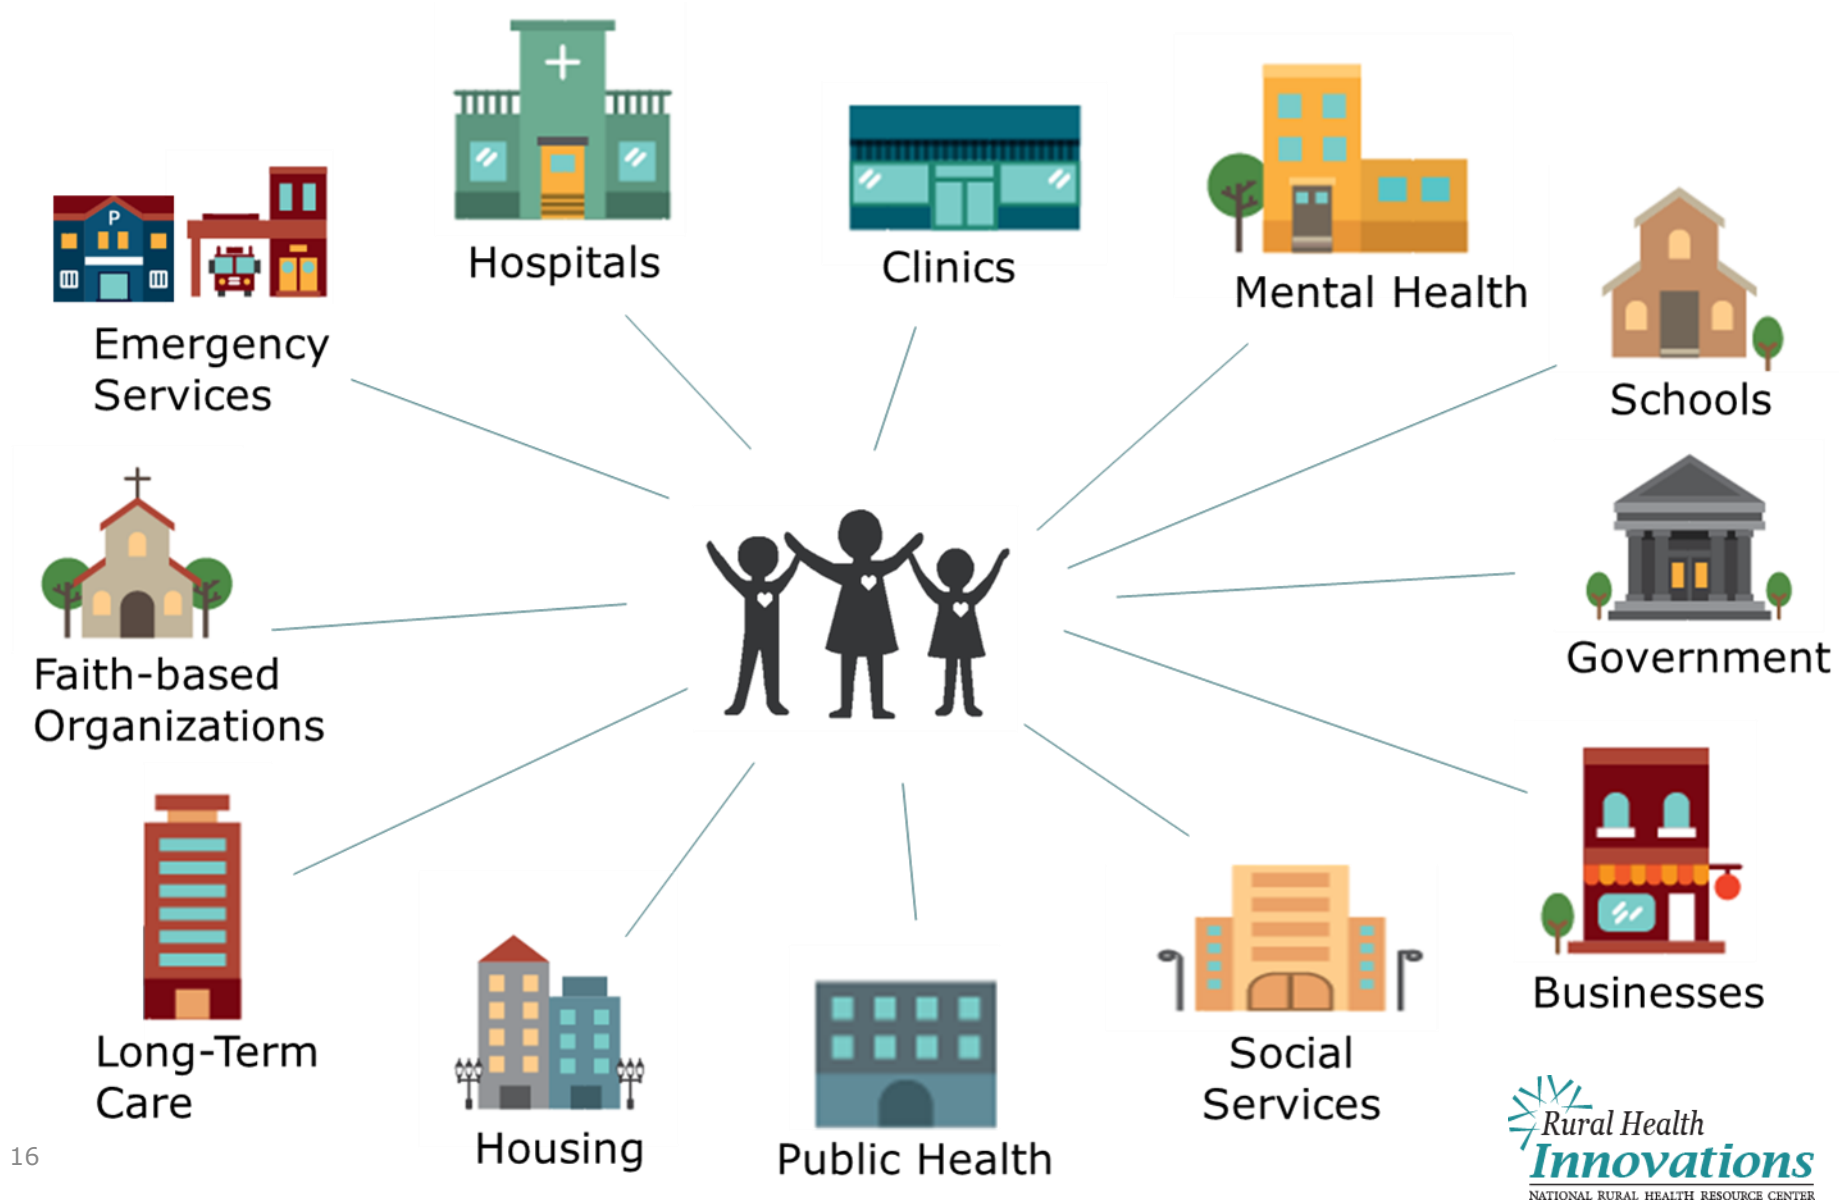 Hospitals
Clinics
Mental Health
P
Emergency
Services
Schools
Government
Faith-based
Organizations
Businesses
Long-Term
Care
Social
Services
Housing
Public Health
16
Rural Health
Innovations
NATIONAL RURAL HEALTH RESOURCE CENTER